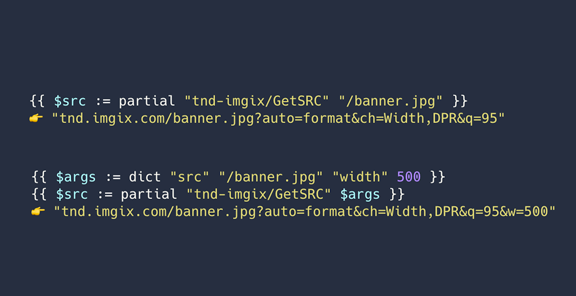 {{ $src := partial "tnd-imgix/GetSRC" "/banner.jpg" }}
👉 "tnd.imgix.com/banner.jpg?auto=format&ch=Width,DPR&q=95"
{{ $args := dict "src" "/banner.jpg" "width" 500 }}
{{ $src := partial "tnd-imgix/GetSRC" $args }}
👉 "tnd.imgix.com/banner.jpg?auto=format&ch=Width,DPR&q=95&w=500"